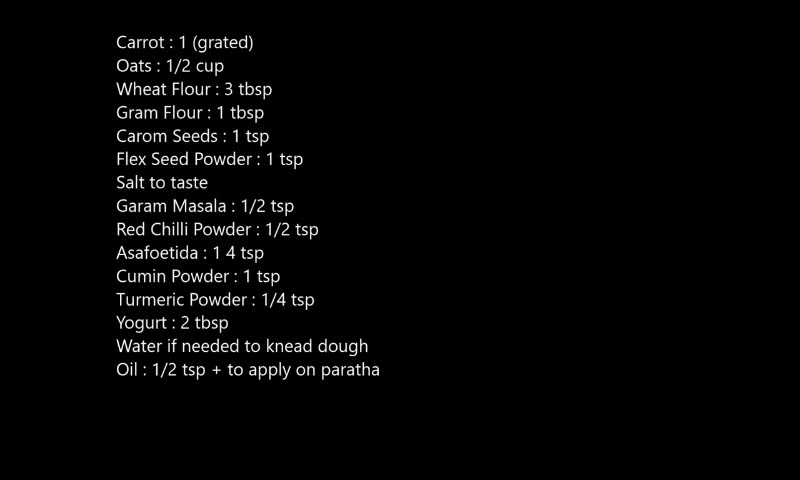 Carrot : 1 (grated)
Oats : 1/2 cup
Wheat Flour : 3 tbsp
Gram Flour : 1 tbsp
Carom Seeds : 1 tsp
Flex Seed Powder : 1 tsp
Salt to taste
Garam Masala : 1/2 tsp
Red Chilli Powder : 1/2 tsp
Asafoetida : 1 4 tsp
Cumin Powder : 1 tsp
Turmeric Powder : 1/4 tsp
Yogurt : 2 tbsp
Water if needed to knead dough
Oil : 1/2 tsp + to apply on paratha